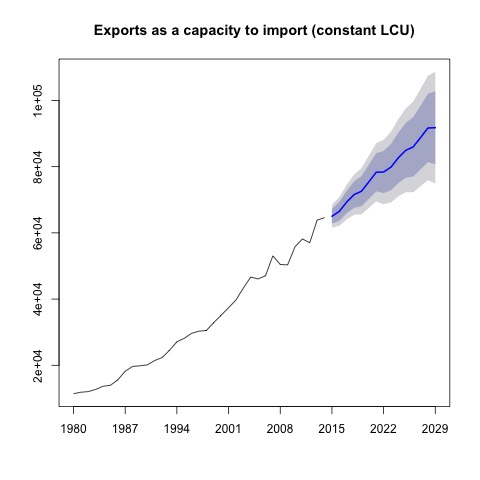 Exports as a capacity to import (constant LCU)
1e+05
8e+04
6e+04
4e+04
2e+04
1980 1987 1994 2001 2008 2015 2022 2029